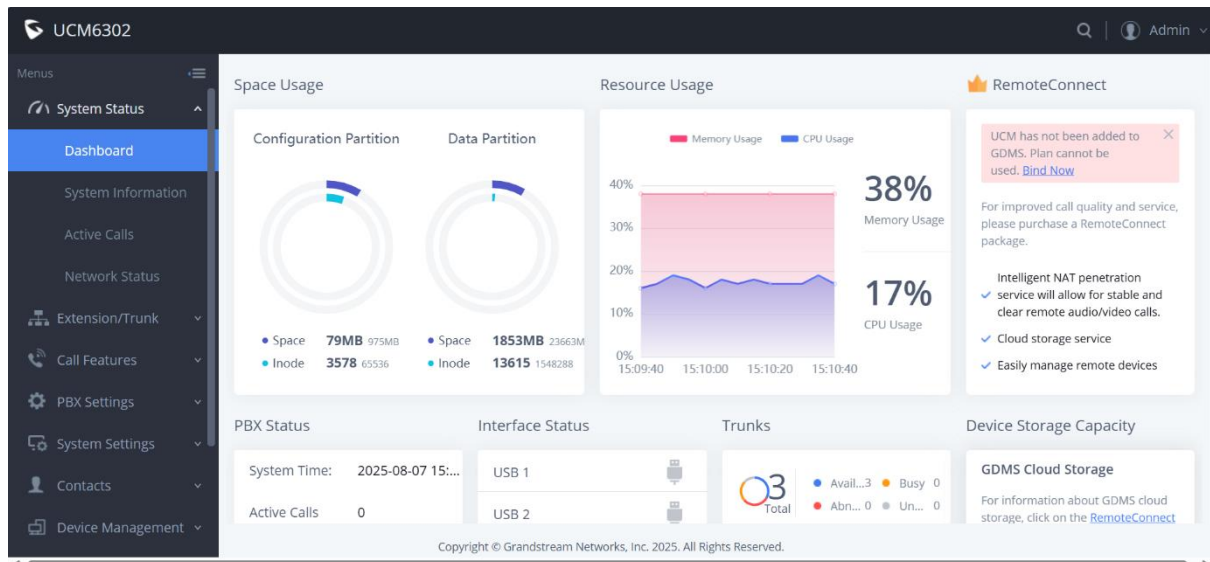 UCM6302
Admin
Menus
System Status
Dashboard
System Information
Active Calls
Network Status
Extension/Trunk
Call Features
PBX Settings
System Settings
Contacts
Device Management
Space Usage
Configuration Partition
Data Partition
Space 79MB 975MB
Inode 3578 65536
Space 1853MB 23663M
Inode 13615 1548288
Resource Usage
Memory Usage CPU Usage
40%
30%
20%
10%
0%
15:09:40 15:10:00 15:10:20 15:10:40
38%
Memory Usage
17%
CPU Usage
RemoteConnect
UCM has not been added to
GDMS. Plan cannot be
used. Bind Now
For improved call quality and service,
please purchase a RemoteConnect
package.
Intelligent NAT penetration
service will allow for stable and
clear remote audio/video calls.
Cloud storage service
Easily manage remote devices
PBX Status
System Time: 2025-08-07 15:...
Active Calls 0
Interface Status
USB 1
USB 2
Trunks
3
Total
Avail...3 Busy 0
Abn... 0 Un... 0
Device Storage Capacity
GDMS Cloud Storage
For information about GDMS cloud
storage, click on the RemoteConnect
Copyright © Grandstream Networks, Inc. 2025. All Rights Reserved.